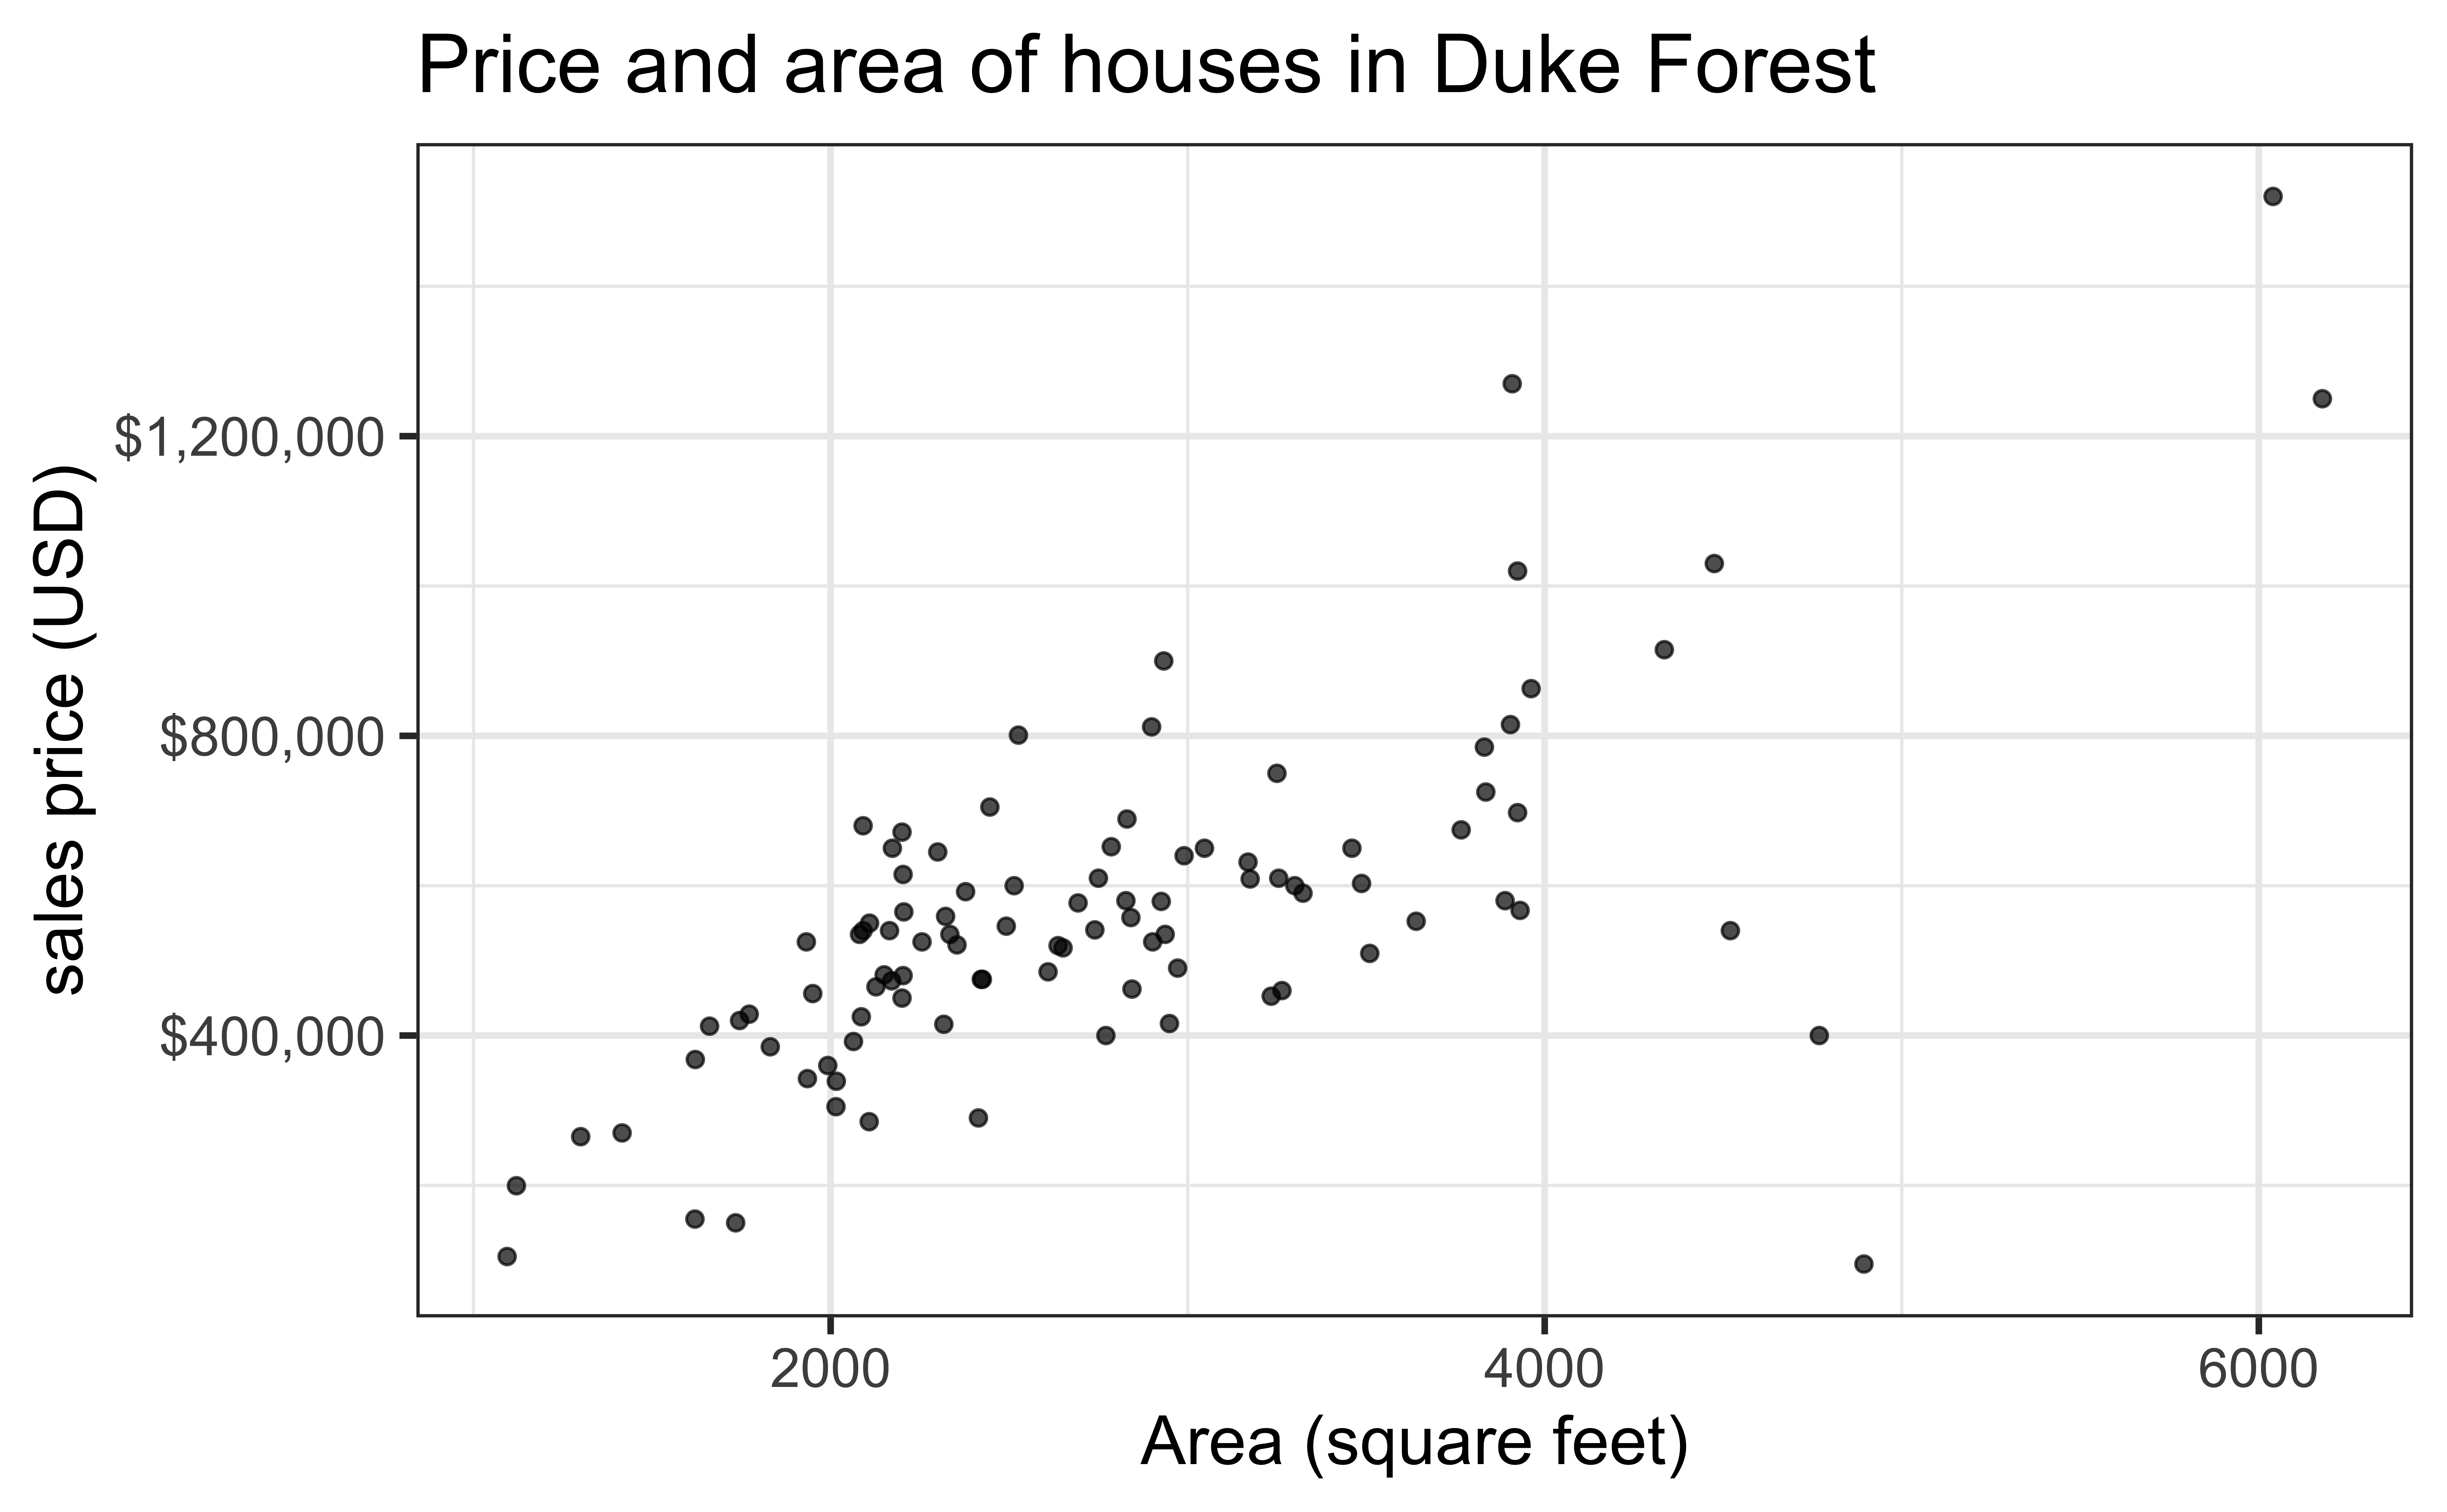 Price and area of houses in Duke Forest
sales price (USD)
$1,200,000
$800,000
$400,000
2000 4000 6000
Area (square feet)